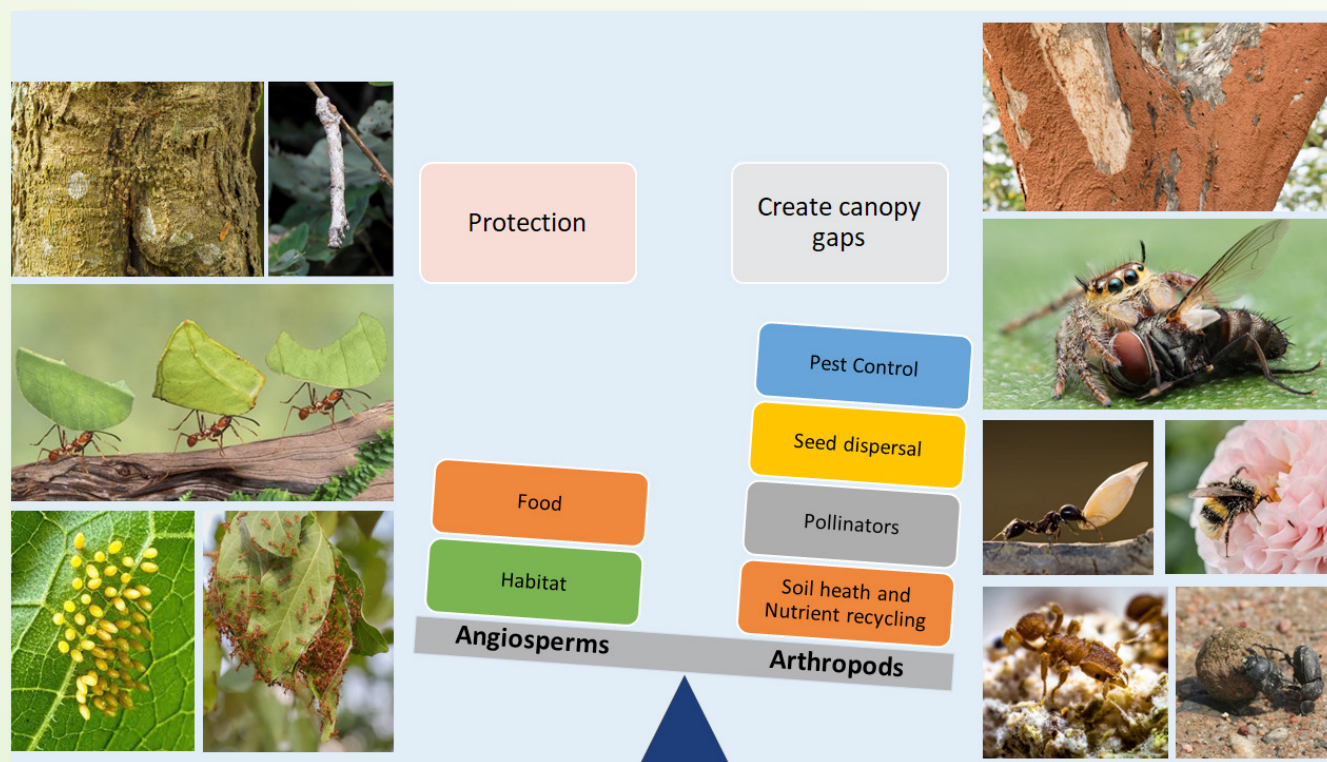 Protection
Create canopy
gaps
Pest Control
Seed dispersal
Food
Pollinators
Habitat
Soil heath and
Nutrient recycling
Angiosperms
Arthropods